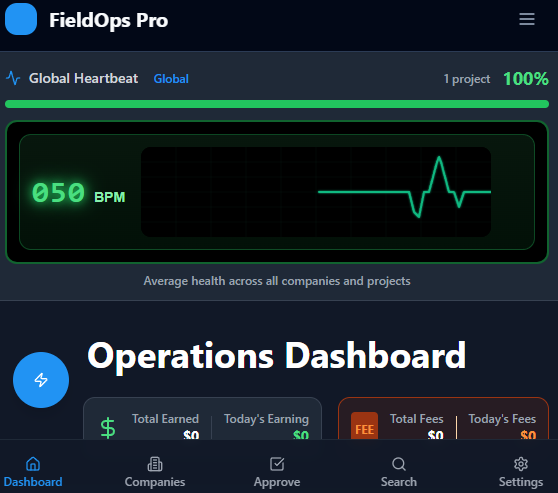 FieldOps Pro
Global Heartbeat Global 1 project 100%
050 BPM
Average health across all companies and projects
Operations Dashboard
Total Earned Today's Earning Total Fees Today's Fees
$0 $0 FEE $0 $0
Dashboard Companies Approve Search Settings